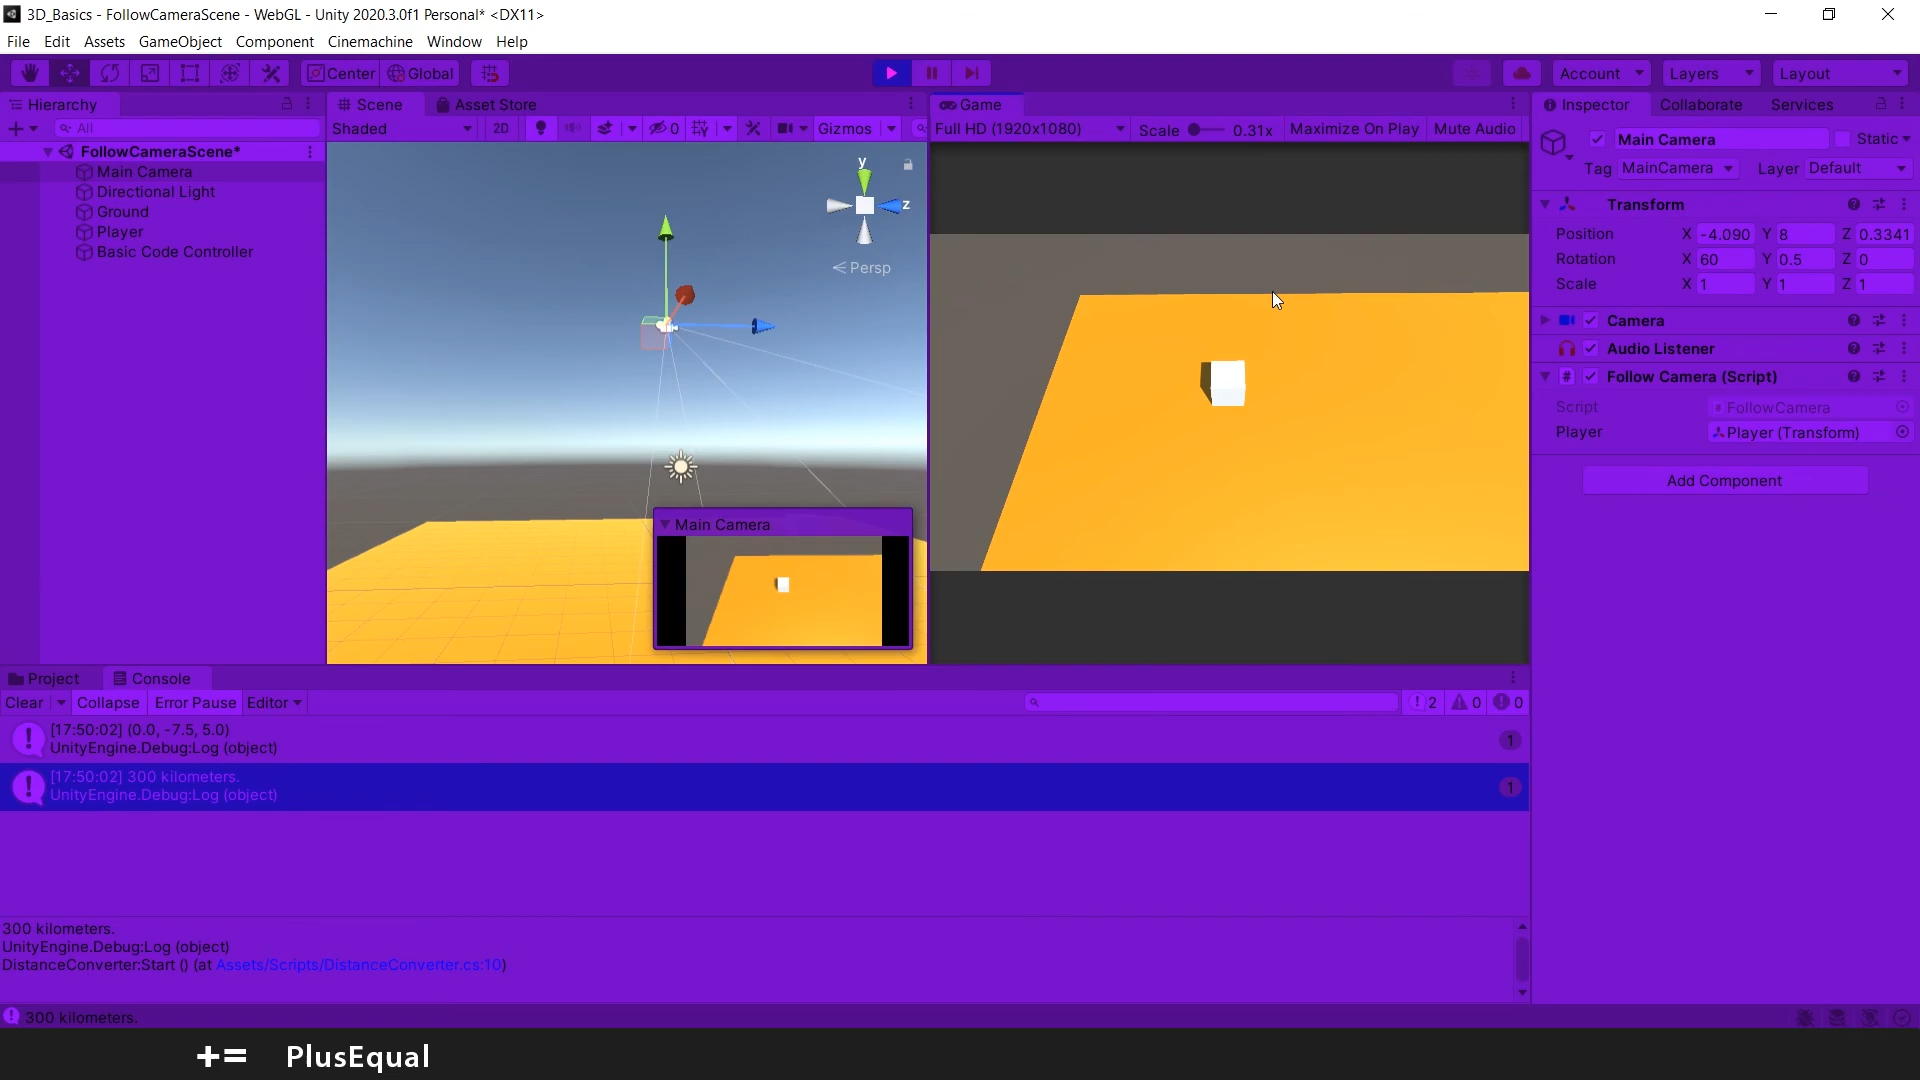 3D_Basics - FollowCameraScene - WebGL - Unity 2020.3.0f1 Personal* <DX11>
File Edit Assets GameObject Component Cinemachine Window Help
Center Global Account Layers Layout
Hierarchy
All
FollowCameraScene*
Main Camera
Directional Light
Ground
Player
Basic Code Controller
Scene Asset Store
Shaded 2D 0 Gizmos
y
z
Persp
Main Camera
Game
Full HD (1920x1080) Scale 0.31x Maximize On Play Mute Audio
Inspector Collaborate Services
Main Camera Static
Tag MainCamera Layer Default
Transform
Position X -4.090 Y 8 Z 0.3341
Rotation X 60 Y 0.5 Z 0
Scale X 1 Y 1 Z 1
Camera
Audio Listener
# Follow Camera (Script)
Script FollowCamera
Player Player (Transform)
Add Component
Project Console
Clear Collapse Error Pause Editor 2 0 0
[17:50:02] (0.0, -7.5, 5.0)
UnityEngine.Debug:Log (object)
1
[17:50:02] 300 kilometers.
UnityEngine.Debug:Log (object)
1
300 kilometers.
UnityEngine.Debug:Log (object)
DistanceConverter:Start () (at Assets/Scripts/DistanceConverter.cs:10)
300 kilometers.
+= PlusEqual